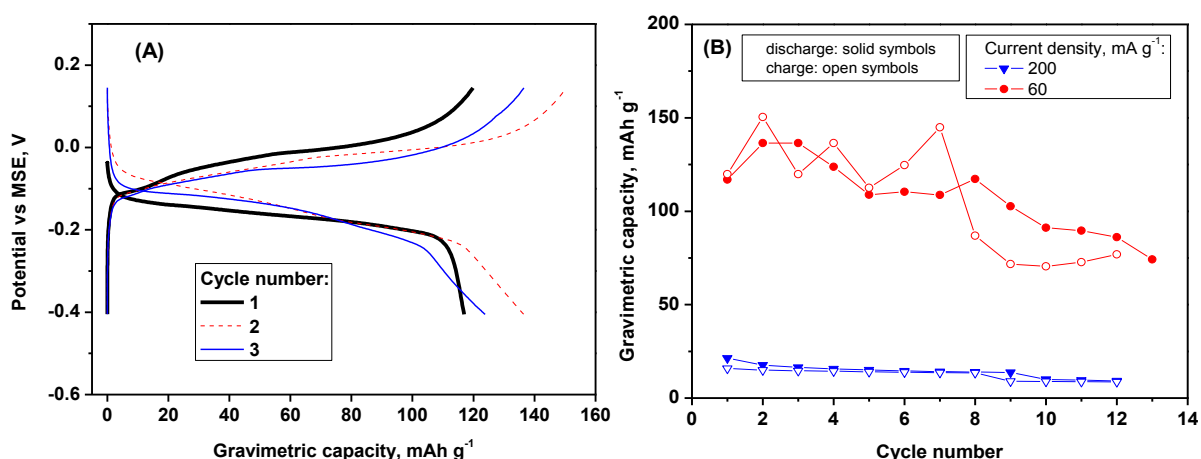 (A)
Potential vs MSE, V
0.2
0.0
-0.2
-0.4
-0.6
Cycle number:
1
2
3
0 20 40 60 80 100 120 140 160
Gravimetric capacity, mAh g⁻¹
(B)
Gravimetric capacity, mAh g⁻¹
200
150
100
50
0
discharge: solid symbols
charge: open symbols
Current density, mA g⁻¹:
200
60
2 4 6 8 10 12
Cycle number